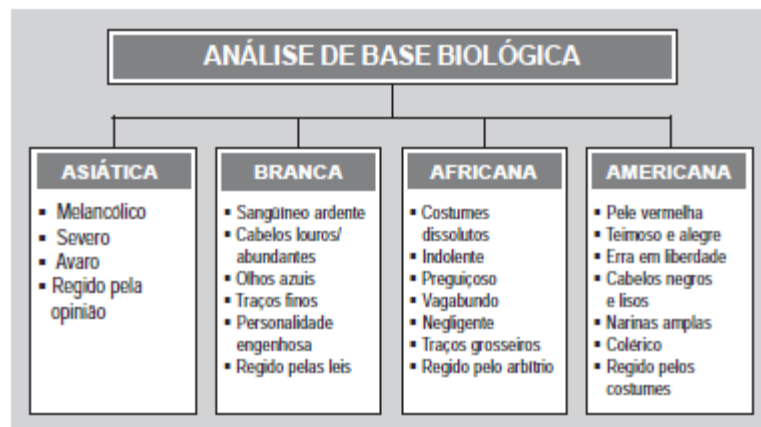 ANÁLISE DE BASE BIOLÓGICA
ASIÁTICA
▪ Melancólico
▪ Severo
▪ Avaro
▪ Regido pela
opinião
BRANCA
▪ Sangüíneo ardente
▪ Cabelos louros/
abundantes
▪ Olhos azuis
▪ Traços finos
▪ Personalidade
engenhosa
▪ Regido pelas leis
AFRICANA
▪ Costumes
dissolutos
▪ Indolente
▪ Preguiçoso
▪ Vagabundo
▪ Negligente
▪ Traços grosseiros
▪ Regido pelo arbítrio
AMERICANA
▪ Pele vermelha
▪ Teimoso e alegre
▪ Erra em liberdade
▪ Cabelos negros
e lisos
▪ Narinas amplas
▪ Colérico
▪ Regido pelos
costumes